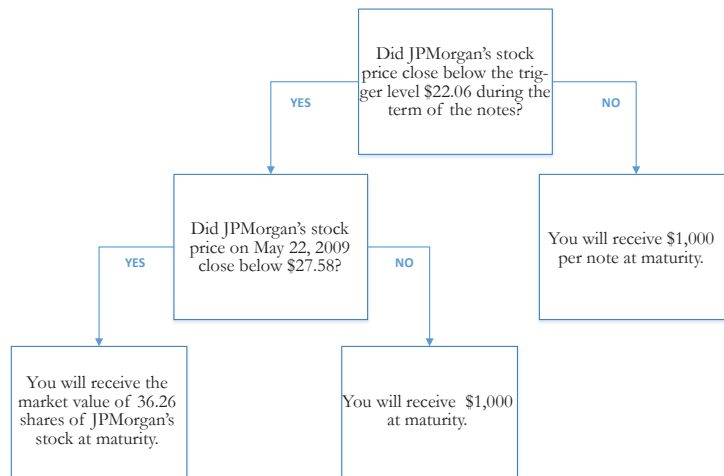 Did JPMorgan's stock
price close below the trig-
ger level $22.06 during the
term of the notes?
YES
NO
Did JPMorgan's stock
price on May 22, 2009
close below $27.58?
You will receive $1,000
per note at maturity.
YES
NO
You will receive the
market value of 36.26
shares of JPMorgan's
stock at maturity.
You will receive $1,000
at maturity.